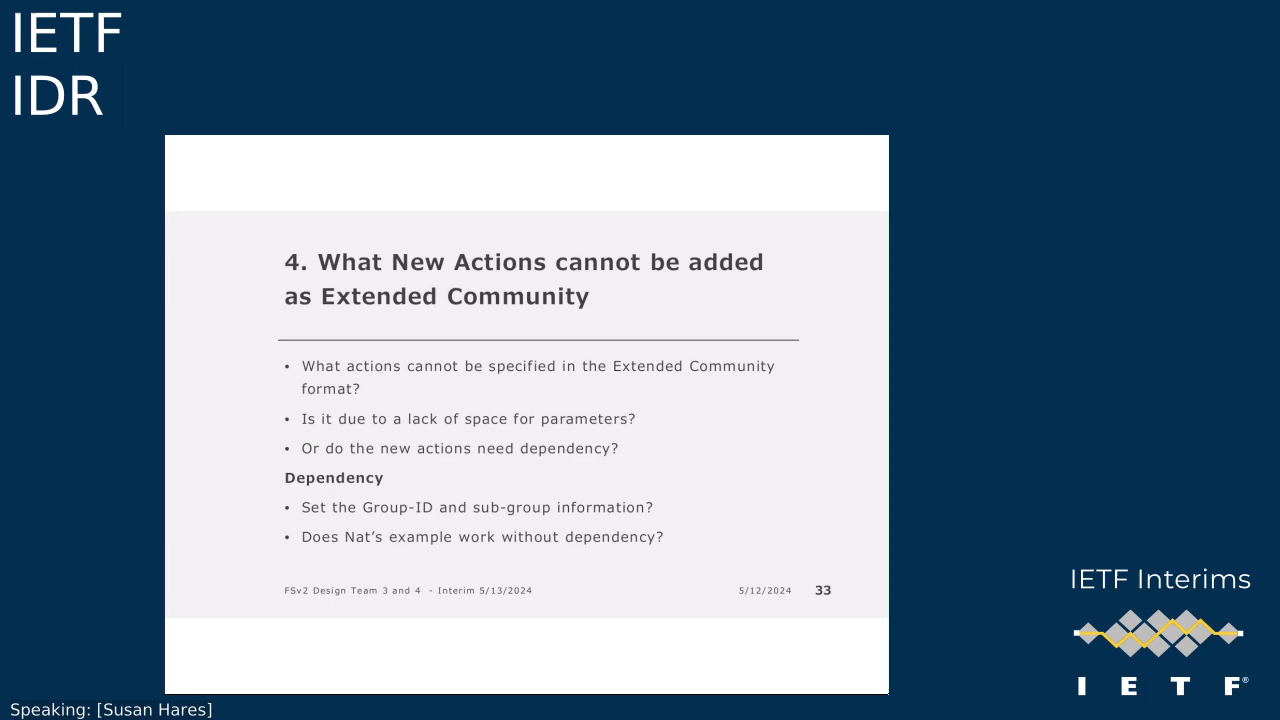 IETF
IDR
4. What New Actions cannot be added
as Extended Community
• What actions cannot be specified in the Extended Community
format?
• Is it due to a lack of space for parameters?
• Or do the new actions need dependency?
Dependency
• Set the Group-ID and sub-group information?
• Does Nat’s example work without dependency?
FSv2 Design Team 3 and 4 - Interim 5/13/2024 5/12/2024 33
IETF Interims
I E T F®
Speaking: [Susan Hares]